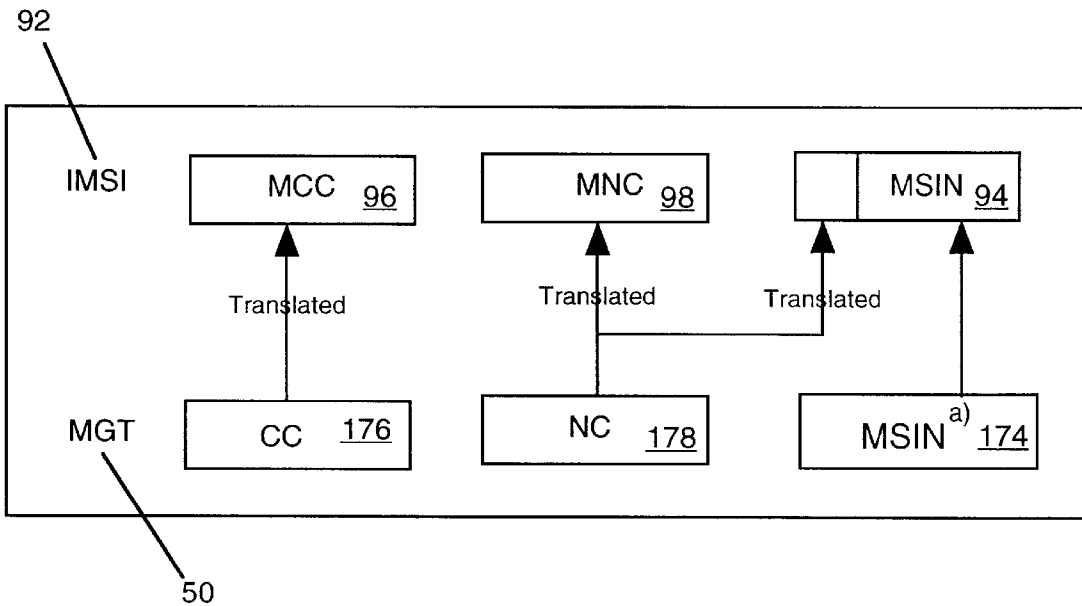 92
IMSI MCC 96 MNC 98 MSIN 94
Translated Translated Translated
MGT CC 176 NC 178 MSIN a) 174
50